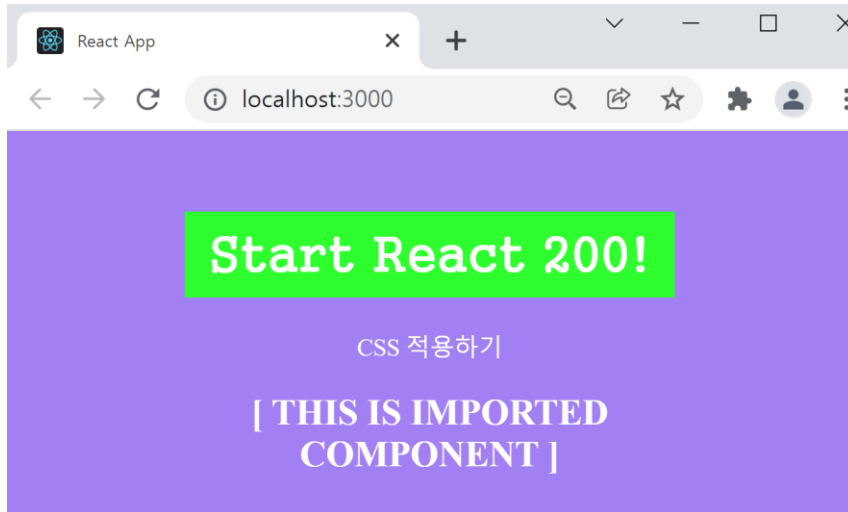 React App
localhost:3000
Start React 200!
CSS 적용하기
[ THIS IS IMPORTED
COMPONENT ]